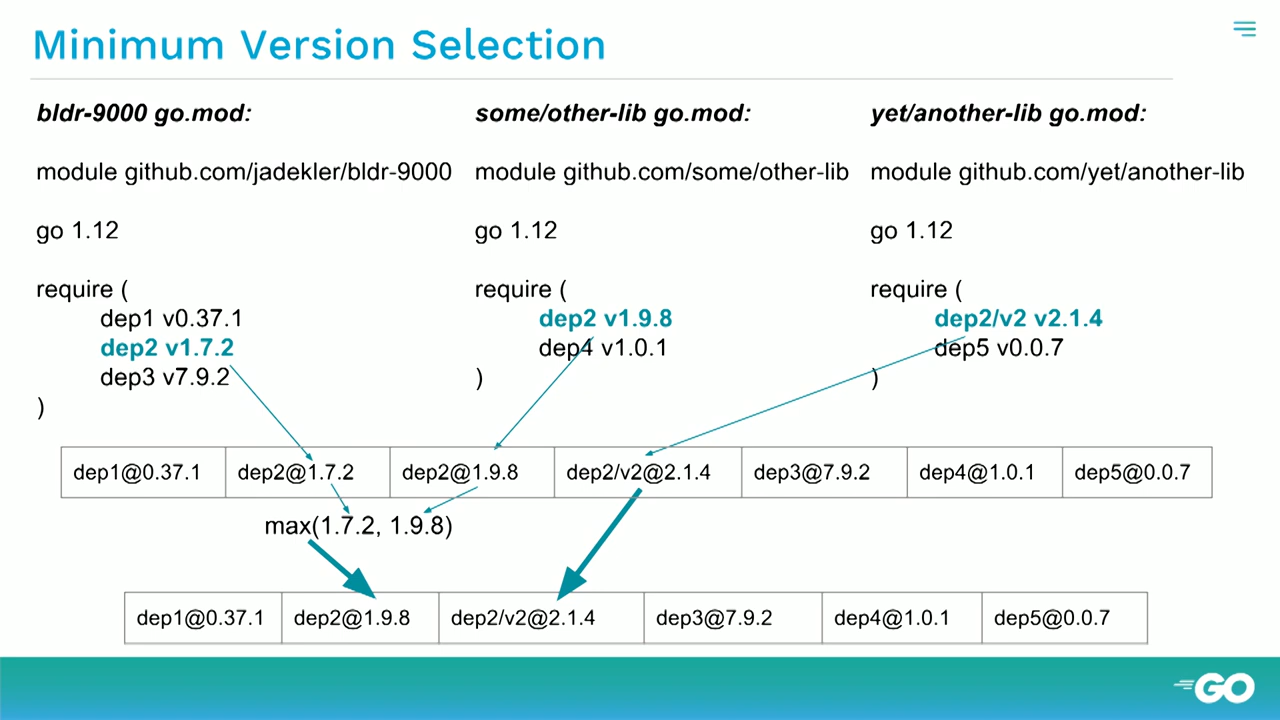 Minimum Version Selection
bldr-9000 go.mod:
module github.com/jadekler/bldr-9000
go 1.12
require (
dep1 v0.37.1
dep2 v1.7.2
dep3 v7.9.2
)
some/other-lib go.mod:
module github.com/some/other-lib
go 1.12
require (
dep2 v1.9.8
dep4 v1.0.1
)
yet/another-lib go.mod:
module github.com/yet/another-lib
go 1.12
require (
dep2/v2 v2.1.4
dep5 v0.0.7
)
dep1@0.37.1 dep2@1.7.2 dep2@1.9.8 dep2/v2@2.1.4 dep3@7.9.2 dep4@1.0.1 dep5@0.0.7
max(1.7.2, 1.9.8)
dep1@0.37.1 dep2@1.9.8 dep2/v2@2.1.4 dep3@7.9.2 dep4@1.0.1 dep5@0.0.7
GO